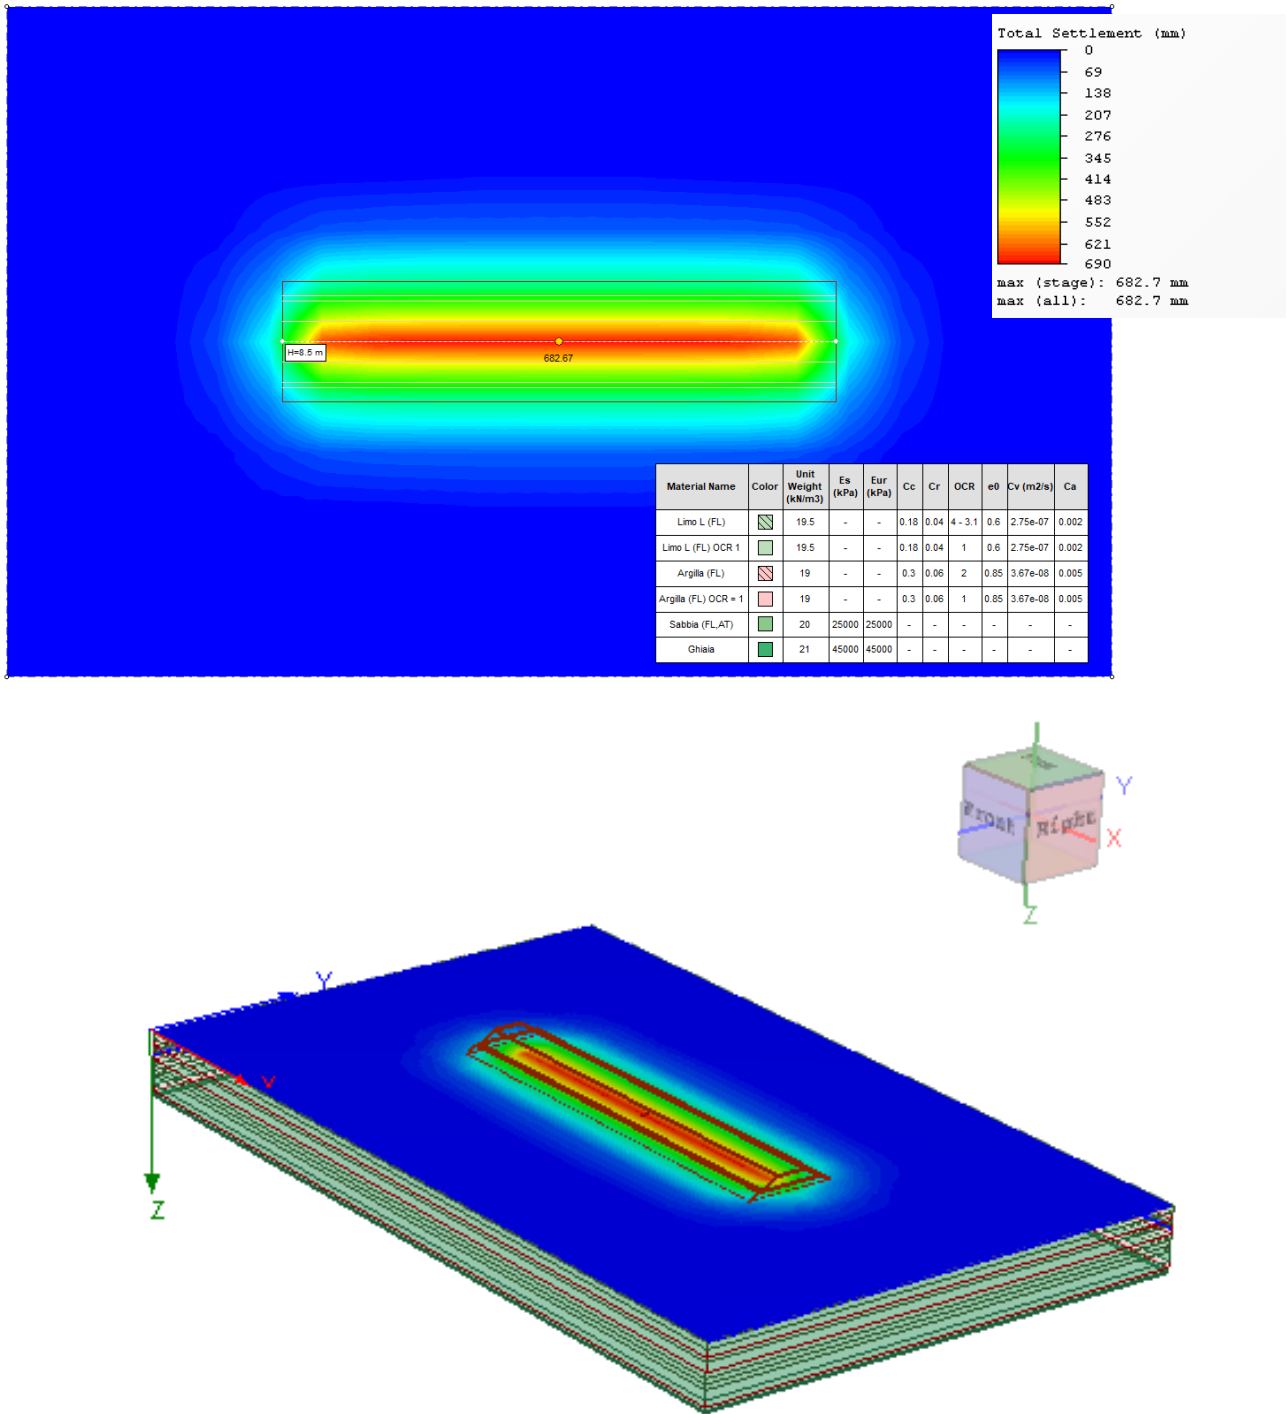 Total Settlement (mm)
0
69
138
207
276
345
414
483
552
621
690
max (stage): 682.7 mm
max (all): 682.7 mm
H=8.5 m
682.67
Material Name Color Unit Weight (kN/m3) Es (kPa) Eur (kPa) Cc Cr OCR e0 Cv (m2/s) Ca
Limo L (FL) 19.5 - - 0.18 0.04 4 - 3.1 0.6 2.75e-07 0.002
Limo L (FL) OCR 1 19.5 - - 0.18 0.04 1 0.6 2.75e-07 0.002
Argilla (FL) 19 - - 0.3 0.06 2 0.85 3.67e-08 0.005
Argilla (FL) OCR = 1 19 - - 0.3 0.06 1 0.85 3.67e-08 0.005
Sabbia (FL,AT) 20 25000 25000 - - - - - -
Ghiaia 21 45000 45000 - - - - - -
Front
Right
Y
X
Z
Y
Z